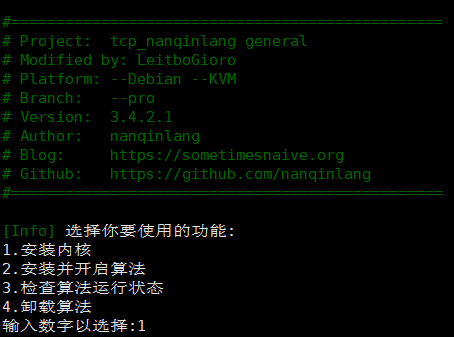 #================================================
# Project:  tcp_nanqinlang general
# Modified by: LeitboGioro
# Platform: --Debian --KVM
# Branch:   --pro
# Version:  3.4.2.1
# Author:   nanqinlang
# Blog:     https://sometimesnaive.org
# Github:   https://github.com/nanqinlang
#================================================
[Info] 选择你要使用的功能:
1.安装内核
2.安装并开启算法
3.检查算法运行状态
4.卸载算法
输入数字以选择:1